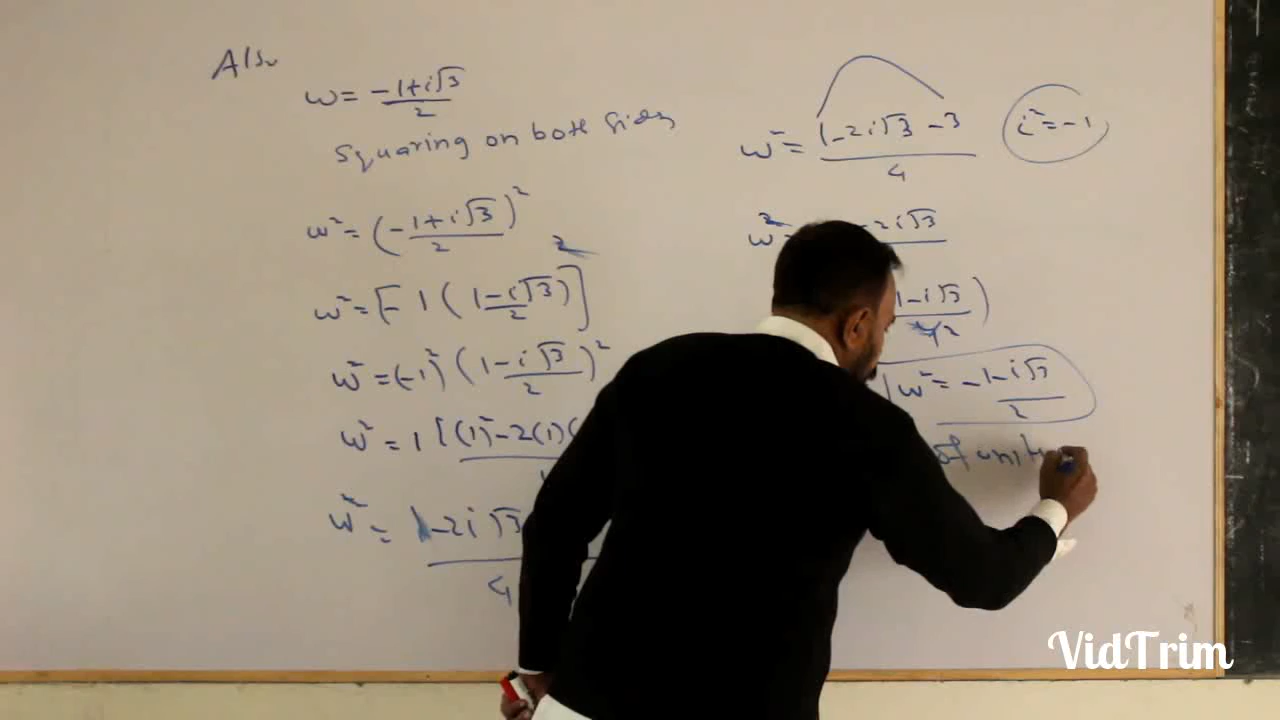 Also
ω = -1+i√3/2
Squaring on both sides
ω² = (-1+i√3/2)²
ω² = [-1(1-i√3/2)]²
ω² = (-1)²(1-i√3/2)²
ω² = 1[(1)²-2(1)(
ω² = 1-2i√3
4
ω² = 1-2i√3-3/4
i²=-1
ω² = -2i√3
1-i√3/42)
ω² = -1-i√3/2
of unit
VidTrim